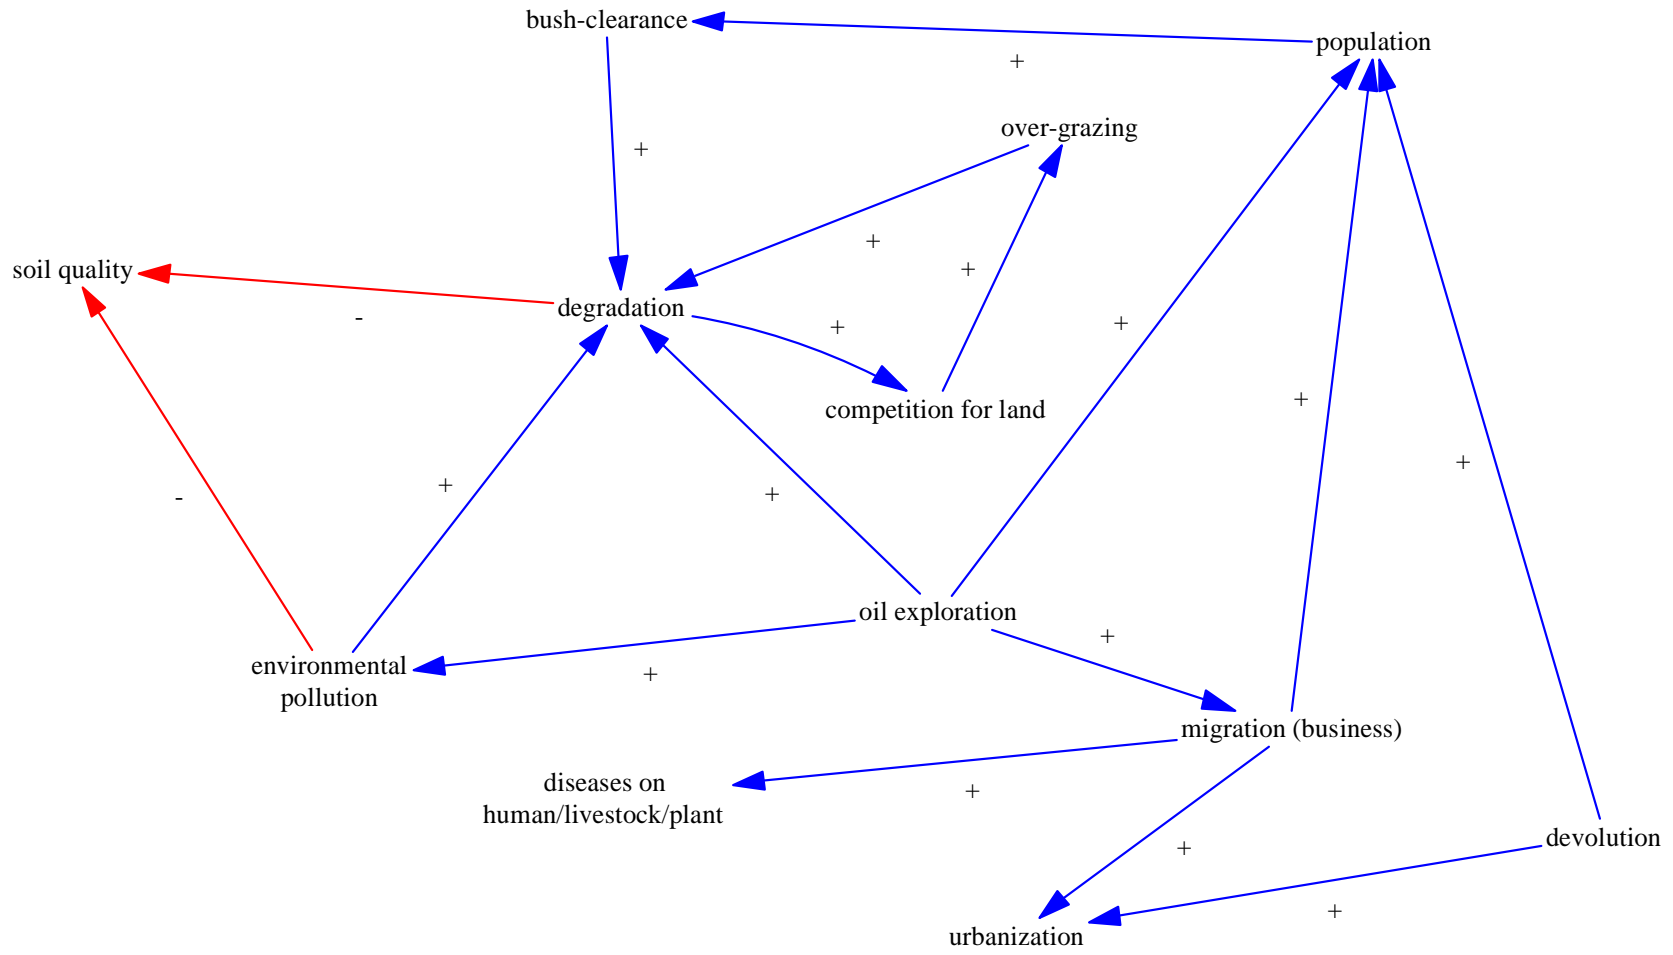 bush-clearance
population
+
over-grazing
+
+
+
soil quality
degradation
-
+
+
competition for land
+
+
+
-
+
+
oil exploration
+
environmental
pollution
+
migration (business)
diseases on
human/livestock/plant
+
devolution
+
+
urbanization